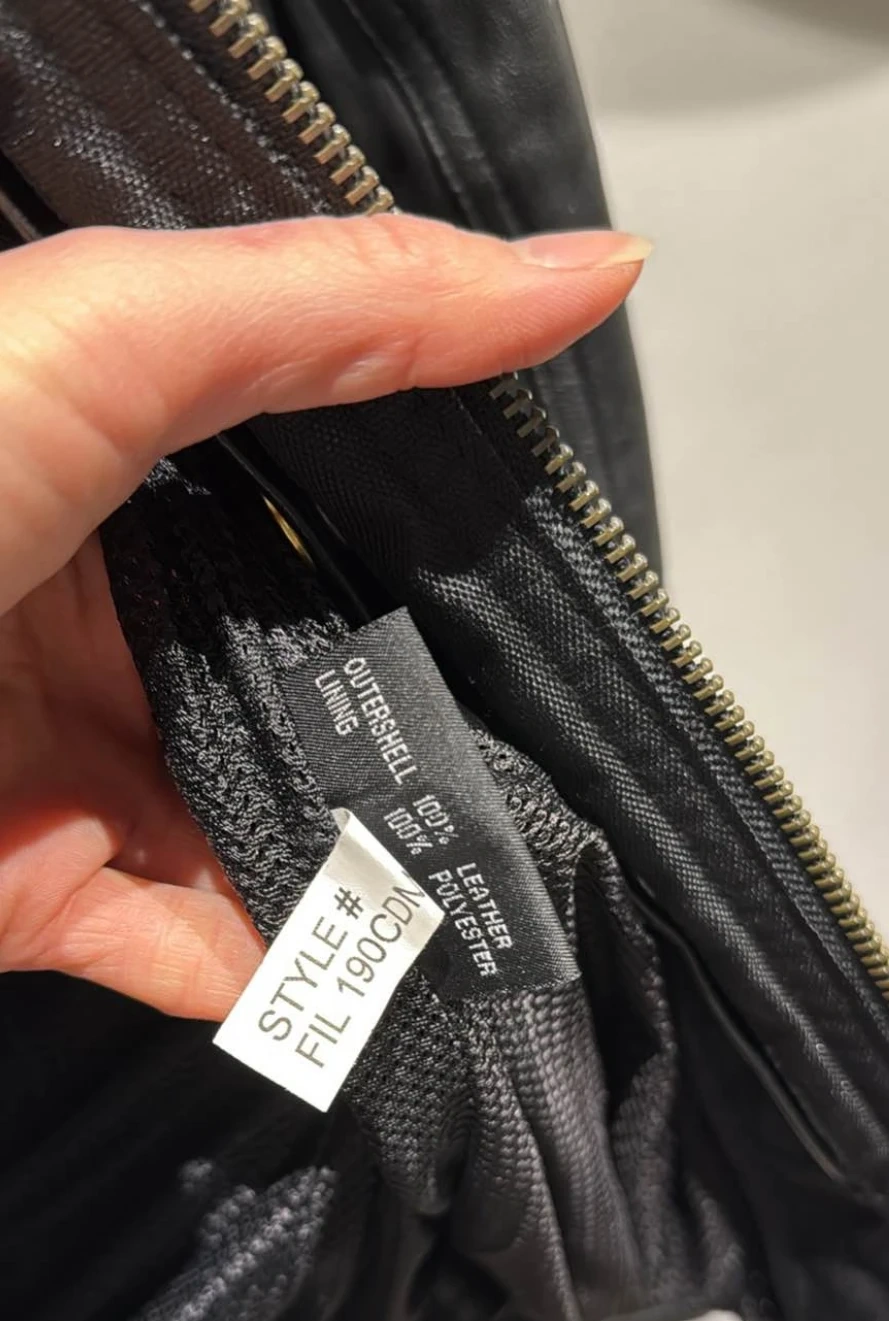 OUTERSHELL 100% LEATHER
LINING 100% POLYESTER
STYLE #
FIL 190CDN